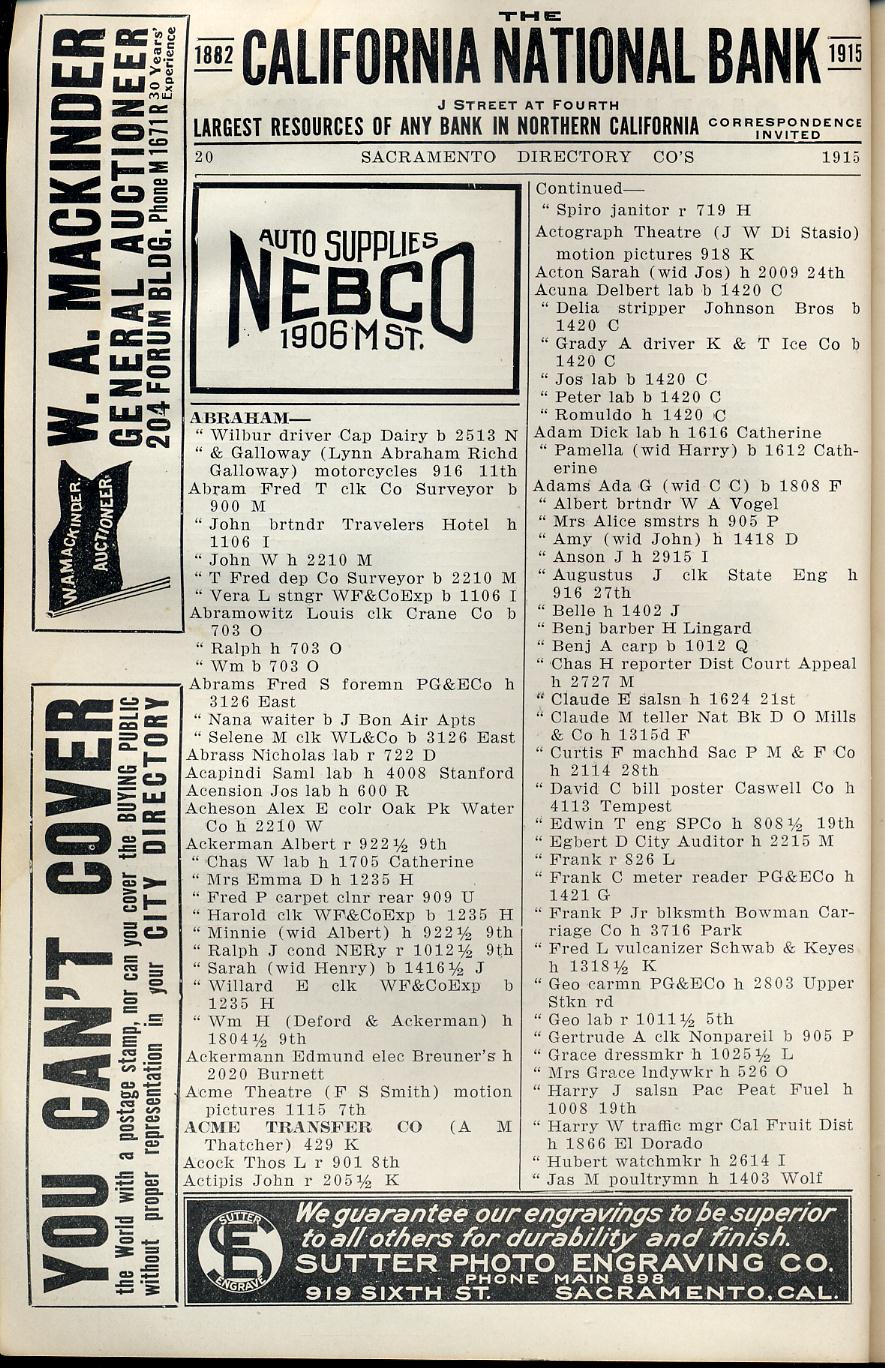 THE
1882 CALIFORNIA NATIONAL BANK 1915
J STREET AT FOURTH
LARGEST RESOURCES OF ANY BANK IN NORTHERN CALIFORNIA CORRESPONDENCE
INVITED
20 SACRAMENTO DIRECTORY CO'S 1915
W. A. MACKINDER
GENERAL AUCTIONEER 30 Years'
Experience
204 FORUM BLDG. Phone M 1671 R
W.A.MACKINDER.
AUCTIONEER.
YOU CAN'T COVER
the World with a postage stamp, nor can you cover the BUYING PUBLIC
without proper representation in your CITY DIRECTORY
AUTO SUPPLIES
NEBCO
1906 M ST.
ABRAHAM—
“ Wilbur driver Cap Dairy b 2513 N
“ & Galloway (Lynn Abraham Richd
Galloway) motorcycles 916 11th
Abram Fred T clk Co Surveyor b
900 M
“ John brtndr Travelers Hotel h
1106 I
“ John W h 2210 M
“ T Fred dep Co Surveyor b 2210 M
“ Vera L stngr WF&CoExp b 1106 I
Abramowitz Louis clk Crane Co b
703 O
“ Ralph h 703 O
“ Wm b 703 O
Abrams Fred S foremn PG&ECo h
3126 East
“ Nana waiter b J Bon Air Apts
“ Selene M clk WL&Co b 3126 East
Abrass Nicholas lab r 722 D
Acapindi Saml lab h 4008 Stanford
Acension Jos lab h 600 R
Acheson Alex E colr Oak Pk Water
Co h 2210 W
Ackerman Albert r 922½ 9th
“ Chas W lab h 1705 Catherine
“ Mrs Emma D h 1235 H
“ Fred P carpet clnr rear 909 U
“ Harold clk WF&CoExp b 1235 H
“ Minnie (wid Albert) h 922½ 9th
“ Ralph J cond NERy r 1012½ 9th
“ Sarah (wid Henry) b 1416½ J
“ Willard E clk WF&CoExp b
1235 H
“ Wm H (Deford & Ackerman) h
1804½ 9th
Ackermann Edmund elec Breuner's h
2020 Burnett
Acme Theatre (F S Smith) motion
pictures 1115 7th
ACME TRANSFER CO (A M
Thatcher) 429 K
Acock Thos L r 901 8th
Actipis John r 205½ K
Continued—
“ Spiro janitor r 719 H
Actograph Theatre (J W Di Stasio)
motion pictures 918 K
Acton Sarah (wid Jos) h 2009 24th
Acuna Delbert lab b 1420 C
“ Delia stripper Johnson Bros b
1420 C
“ Grady A driver K & T Ice Co b
1420 C
“ Jos lab b 1420 C
“ Peter lab b 1420 C
“ Romuldo h 1420 C
Adam Dick lab h 1616 Catherine
“ Pamella (wid Harry) b 1612 Cath-
erine
Adams Ada G (wid C C) b 1808 F
“ Albert brtndr W A Vogel
“ Mrs Alice smstrs h 905 P
“ Amy (wid John) h 1418 D
“ Anson J h 2915 I
“ Augustus J clk State Eng h
916 27th
“ Belle h 1402 J
“ Benj barber H Lingard
“ Benj A carp b 1012 Q
“ Chas H reporter Dist Court Appeal
h 2727 M
“ Claude E salsn h 1624 21st
“ Claude M teller Nat Bk D O Mills
& Co h 1315d F
“ Curtis F machhd Sac P M & F Co
h 2114 28th
“ David C bill poster Caswell Co h
4113 Tempest
“ Edwin T eng SPCo h 808½ 19th
“ Egbert D City Auditor h 2215 M
“ Frank r 826 L
“ Frank C meter reader PG&ECo h
1421 G
“ Frank P Jr blksmth Bowman Car-
riage Co h 3716 Park
“ Fred L vulcanizer Schwab & Keyes
h 1318½ K
“ Geo carmn PG&ECo h 2803 Upper
Stkn rd
“ Geo lab r 1011½ 5th
“ Gertrude A clk Nonpareil b 905 P
“ Grace dressmkr h 1025½ L
“ Mrs Grace lndywkr h 526 O
“ Harry J salsn Pac Peat Fuel h
1008 19th
“ Harry W traffic mgr Cal Fruit Dist
h 1866 El Dorado
“ Hubert watchmkr h 2614 I
“ Jas M poultrymn h 1403 Wolf
SUTTER
SE
ENGRAVE
We guarantee our engravings to be superior
to all others for durability and finish.
SUTTER PHOTO ENGRAVING CO.
PHONE MAIN 898
919 SIXTH ST. SACRAMENTO, CAL.